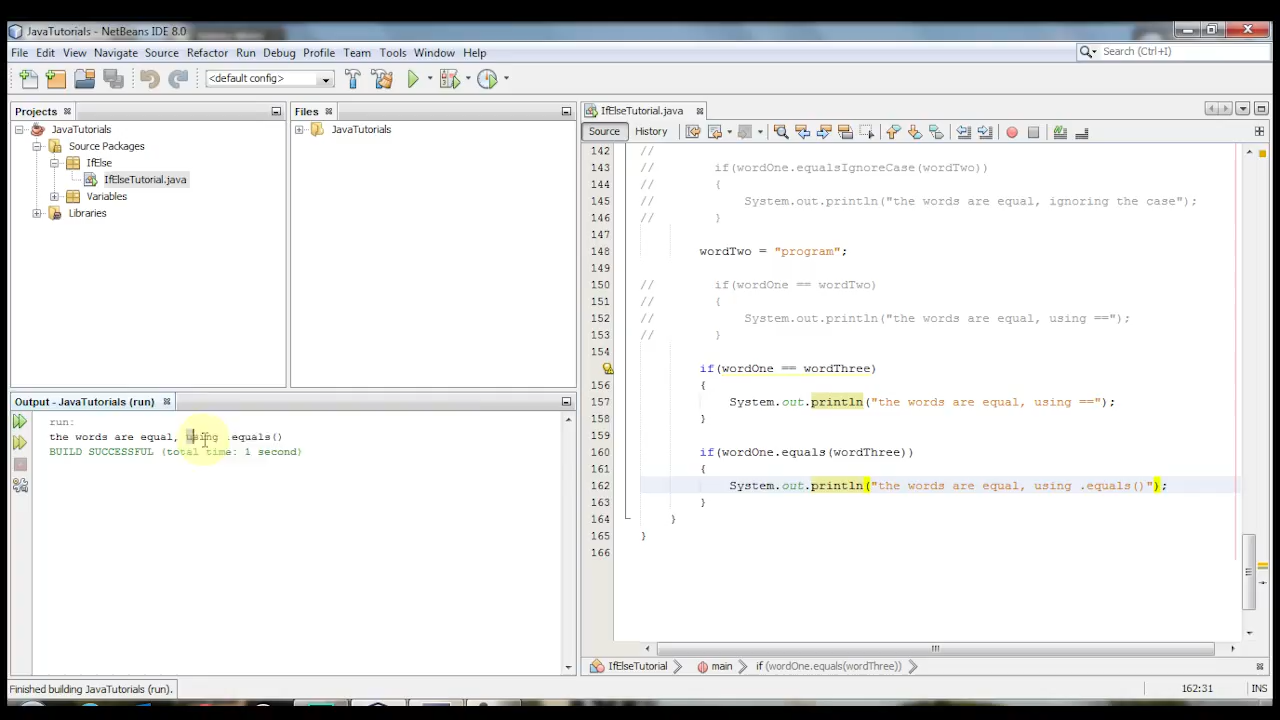 JavaTutorials - NetBeans IDE 8.0
File Edit View Navigate Source Refactor Run Debug Profile Team Tools Window Help
Search (Ctrl+I)
<default config>
Projects
JavaTutorials
Source Packages
IfElse
IfElseTutorial.java
Variables
Libraries
Files
JavaTutorials
Output - JavaTutorials (run)
run:
the words are equal, using .equals()
BUILD SUCCESSFUL (total time: 1 second)
IfElseTutorial.java
Source History
142 //
143 // if(wordOne.equalsIgnoreCase(wordTwo))
144 // {
145 // System.out.println("the words are equal, ignoring the case");
146 // }
147
148 wordTwo = "program";
149
150 // if(wordOne == wordTwo)
151 // {
152 // System.out.println("the words are equal, using ==");
153 // }
154
if(wordOne == wordThree)
156 {
157 System.out.println("the words are equal, using ==");
158 }
159
160 if(wordOne.equals(wordThree))
161 {
162 System.out.println("the words are equal, using .equals()");
163 }
164 }
165 }
166
IfElseTutorial main if (wordOne.equals(wordThree))
Finished building JavaTutorials (run).
162:31 INS